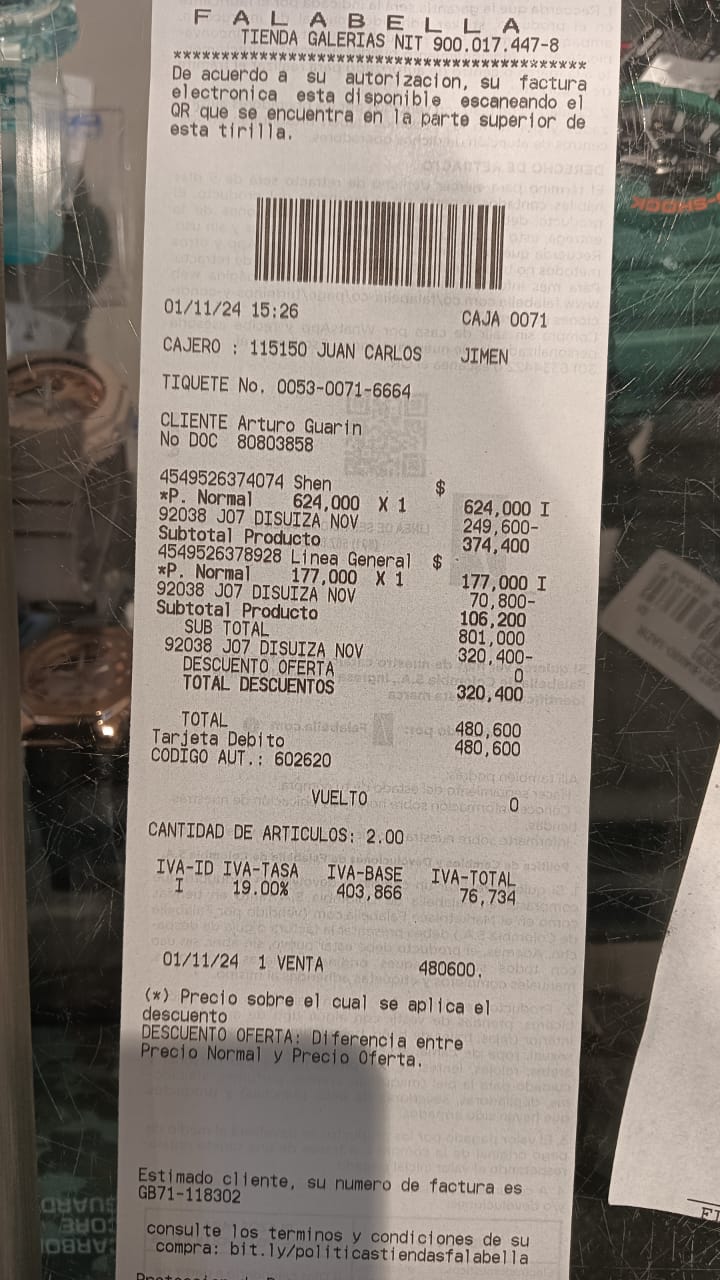 F A L A B E L L A
TIENDA GALERIAS NIT 900.017.447-8
******************************************
De acuerdo a su autorizacion, su factura
electronica esta disponible escaneando el
QR que se encuentra en la parte superior de
esta tirilla.
01/11/24 15:26 CAJA 0071
CAJERO : 115150 JUAN CARLOS JIMEN
TIQUETE No. 0053-0071-6664
CLIENTE Arturo Guarin
No DOC 80803858
4549526374074 Shen $
*P. Normal 624,000 X 1 624,000 I
92038 J07 DISUIZA NOV 249,600-
Subtotal Producto 374,400
4549526378928 Linea General $
*P. Normal 177,000 X 1 177,000 I
92038 J07 DISUIZA NOV 70,800-
Subtotal Producto 106,200
SUB TOTAL 801,000
92038 J07 DISUIZA NOV 320,400-
DESCUENTO OFERTA 0
TOTAL DESCUENTOS 320,400
TOTAL 480,600
Tarjeta Debito 480,600
CODIGO AUT.: 602620
VUELTO 0
CANTIDAD DE ARTICULOS: 2.00
IVA-ID IVA-TASA IVA-BASE IVA-TOTAL
I 19.00% 403,866 76,734
01/11/24 1 VENTA 480600.
(*) Precio sobre el cual se aplica el
descuento
DESCUENTO OFERTA: Diferencia entre
Precio Normal y Precio Oferta.
Estimado cliente, su numero de factura es
GB71-118302
consulte los terminos y condiciones de su
compra: bit.ly/politicastiendasfalabella
G-SHOCK
CARBON
CORE
GUARD